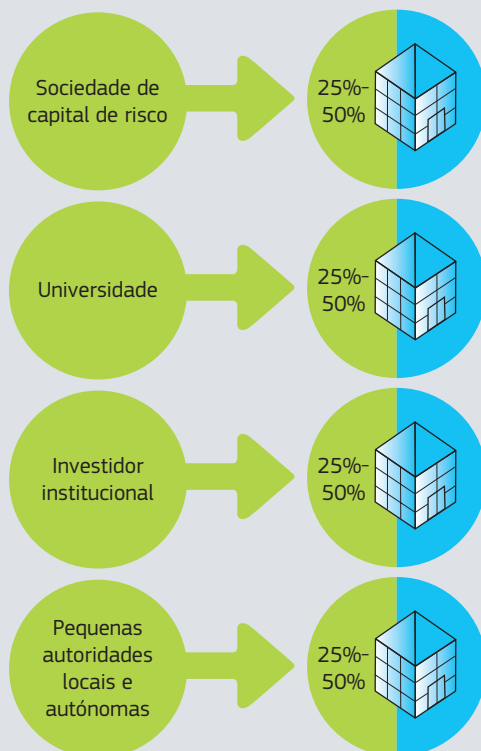 Sociedade de
capital de risco
25%-
50%
Universidade
25%-
50%
Investidor
institucional
25%-
50%
Pequenas
autoridades
locais e
autónomas
25%-
50%